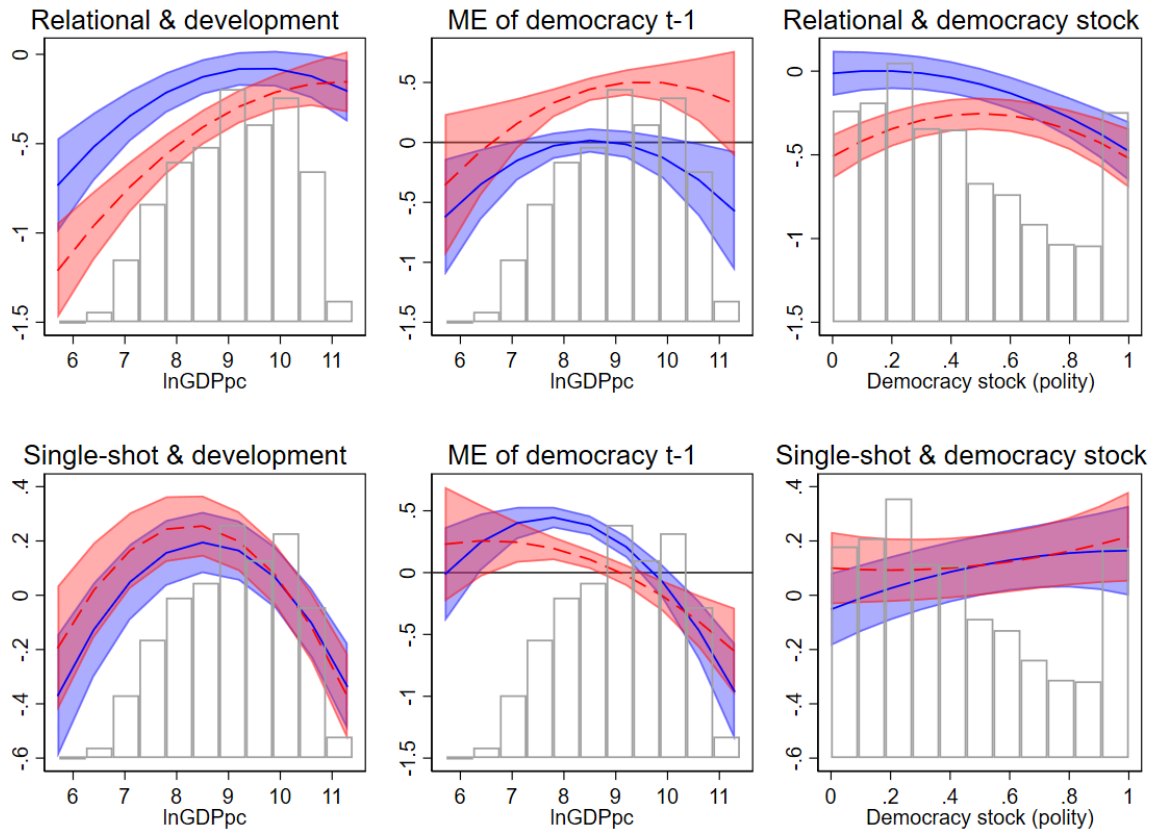 Relational & development
ME of democracy t-1
Relational & democracy stock
0
-.5
-1
-1.5
6 7 8 9 10 11
lnGDPpc
.5
0
-.5
-1
-1.5
6 7 8 9 10 11
lnGDPpc
0
-.5
-1
-1.5
0 .2 .4 .6 .8 1
Democracy stock (polity)
Single-shot & development
ME of democracy t-1
Single-shot & democracy stock
.4
.2
0
-.2
-.4
-.6
6 7 8 9 10 11
lnGDPpc
.5
0
-.5
-1
-1.5
6 7 8 9 10 11
lnGDPpc
.4
.2
0
-.2
-.4
-.6
0 .2 .4 .6 .8 1
Democracy stock (polity)